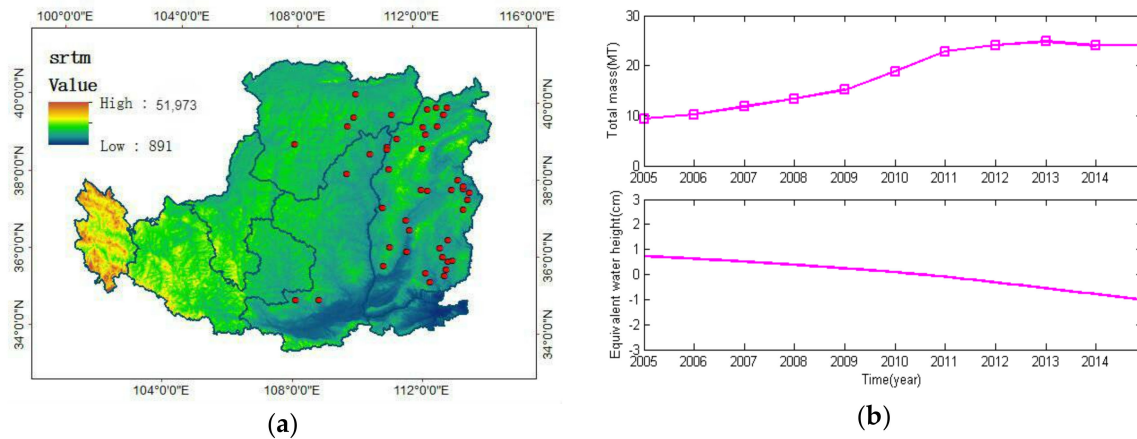 100°0'0"E 104°0'0"E 108°0'0"E 112°0'0"E 116°0'0"E
srtm
Value
High : 51,973
Low : 891
40°0'0"N
38°0'0"N
36°0'0"N
34°0'0"N
40°0'0"N
38°0'0"N
36°0'0"N
34°0'0"N
104°0'0"E 108°0'0"E 112°0'0"E
(a)
Total mass(MT)
30
20
10
0
2005 2006 2007 2008 2009 2010 2011 2012 2013 2014
Equivalent water height(cm)
3
2
1
0
-1
-2
-3
2005 2006 2007 2008 2009 2010 2011 2012 2013 2014
Time(year)
(b)